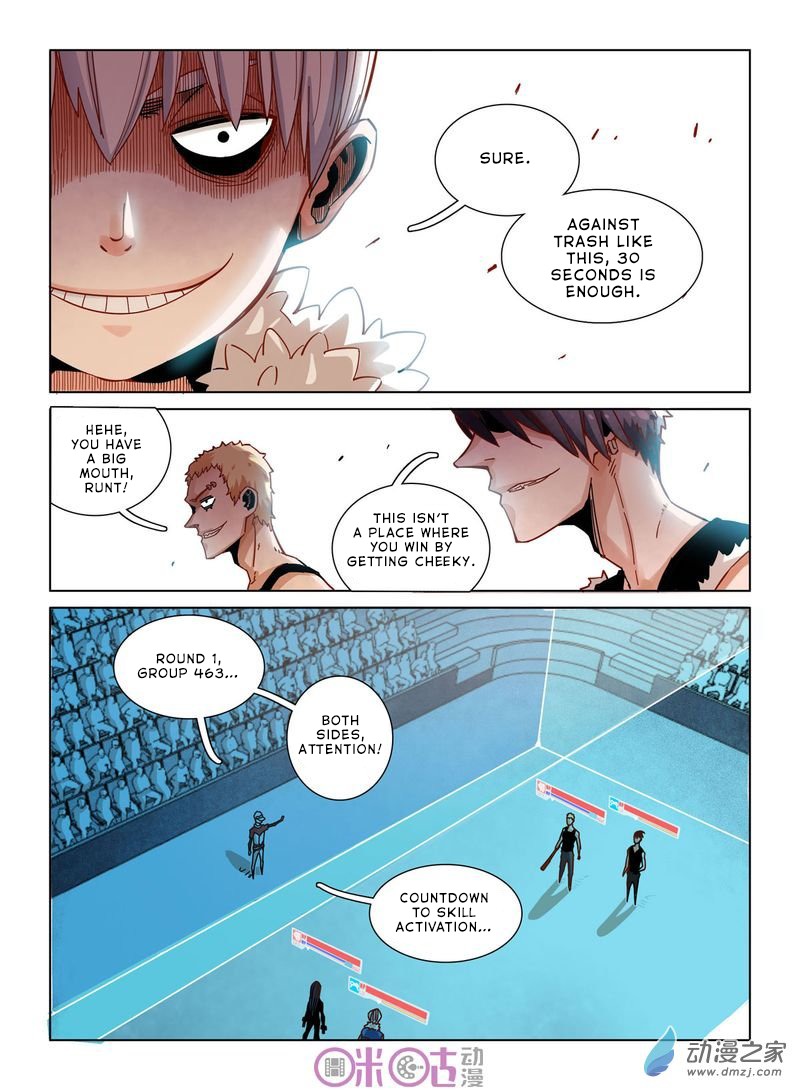 SURE.
AGAINST
TRASH LIKE
THIS, 30
SECONDS IS
ENOUGH.
HEHE,
YOU HAVE
A BIG
MOUTH,
RUNT!
THIS ISN'T
A PLACE WHERE
YOU WIN BY
GETTING CHEEKY.
ROUND 1,
GROUP 463...
BOTH
SIDES,
ATTENTION!
COUNTDOWN
TO SKILL
ACTIVATION...
咪咕动漫
动漫之家
www.dmzj.com